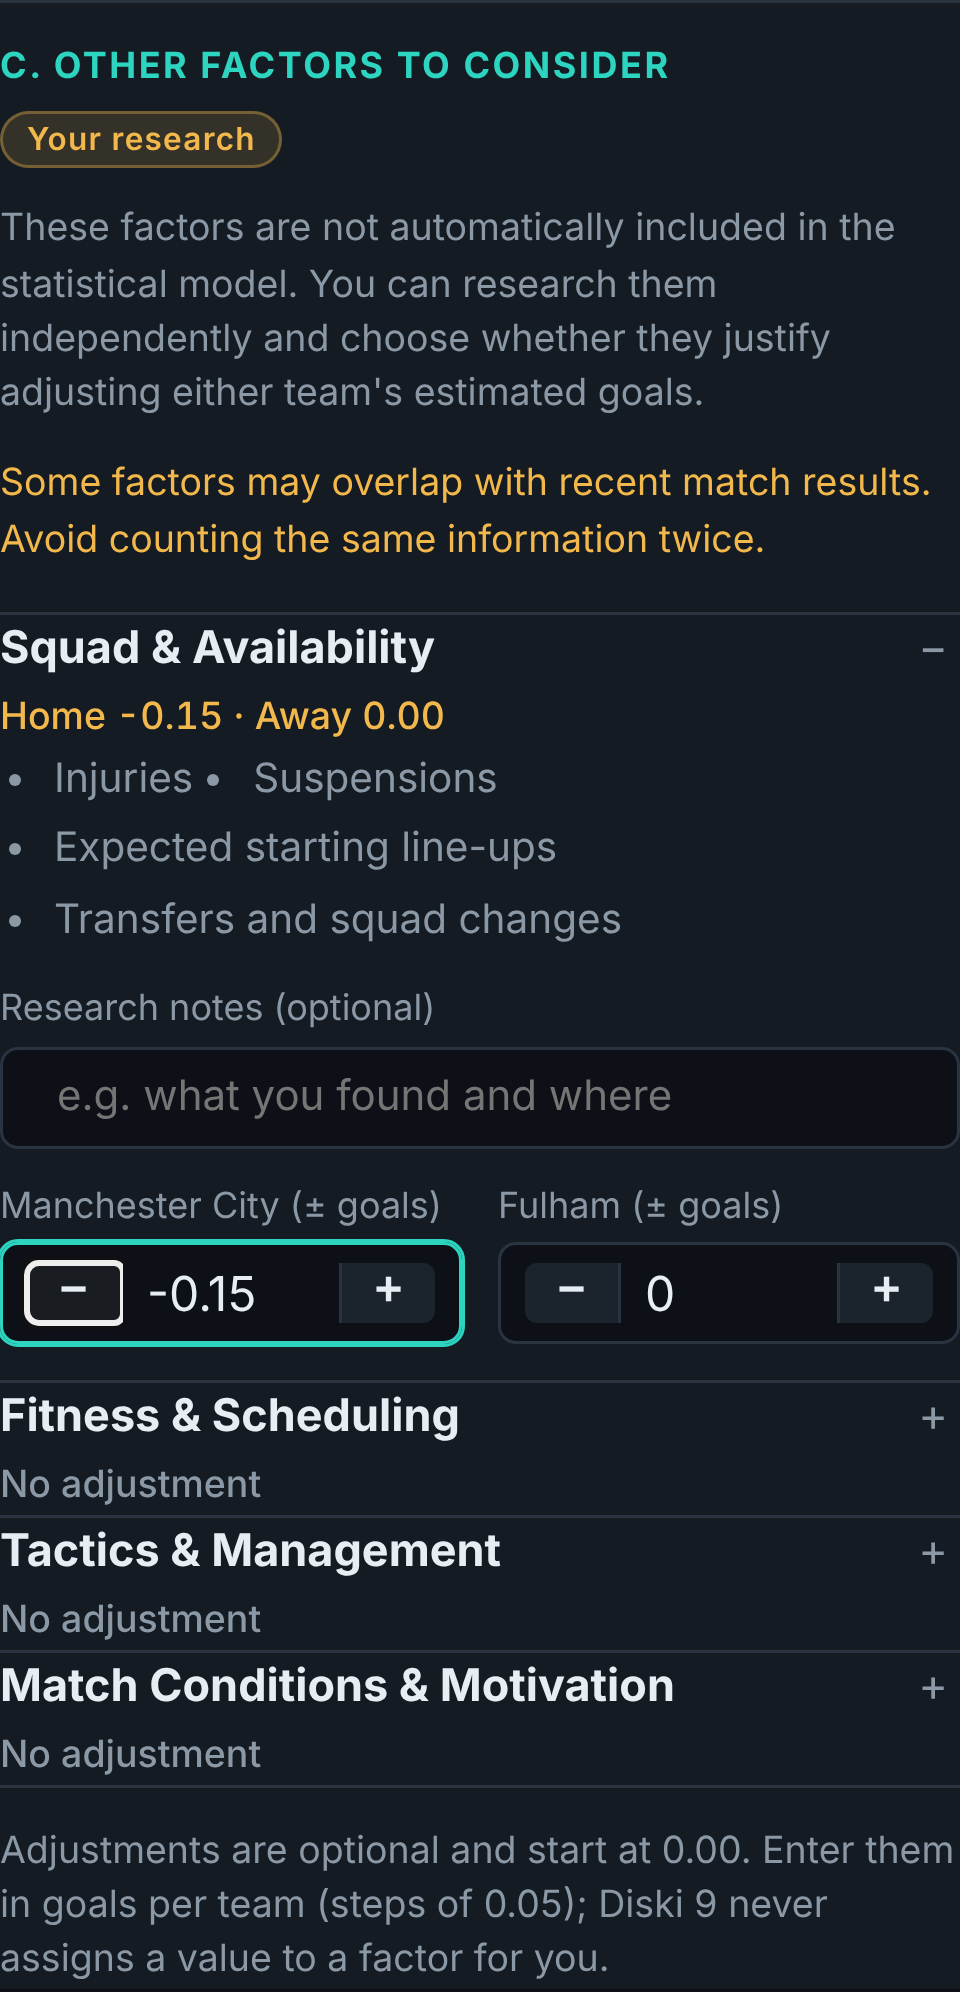 C. OTHER FACTORS TO CONSIDER
Your research
These factors are not automatically included in the
statistical model. You can research them
independently and choose whether they justify
adjusting either team's estimated goals.
Some factors may overlap with recent match results.
Avoid counting the same information twice.
Squad & Availability −
Home -0.15 · Away 0.00
• Injuries • Suspensions
• Expected starting line-ups
• Transfers and squad changes
Research notes (optional)
e.g. what you found and where
Manchester City (± goals) Fulham (± goals)
− -0.15 + − 0 +
Fitness & Scheduling +
No adjustment
Tactics & Management +
No adjustment
Match Conditions & Motivation +
No adjustment
Adjustments are optional and start at 0.00. Enter them
in goals per team (steps of 0.05); Diski 9 never
assigns a value to a factor for you.